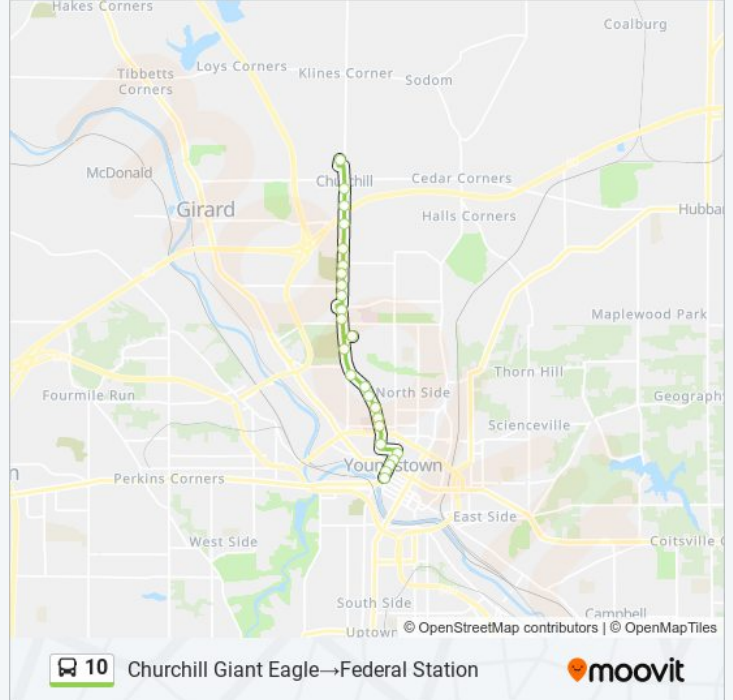 Hakes Corners
Coalburg
Loys Corners
Klines Corner
Tibbetts
Corners
Sodom
McDonald
Churchill
Cedar Corners
Girard
Hubba
Halls Corners
Maplewood Park
Thorn Hill
Fourmile Run
North Side
Geograph
Scienceville
Youngstown
n
Perkins Corners
East Side
West Side
Coitsville C
South Side
Campbell
Uptown
© OpenStreetMap contributors | © OpenMapTiles
10 Churchill Giant Eagle→Federal Station
moovit